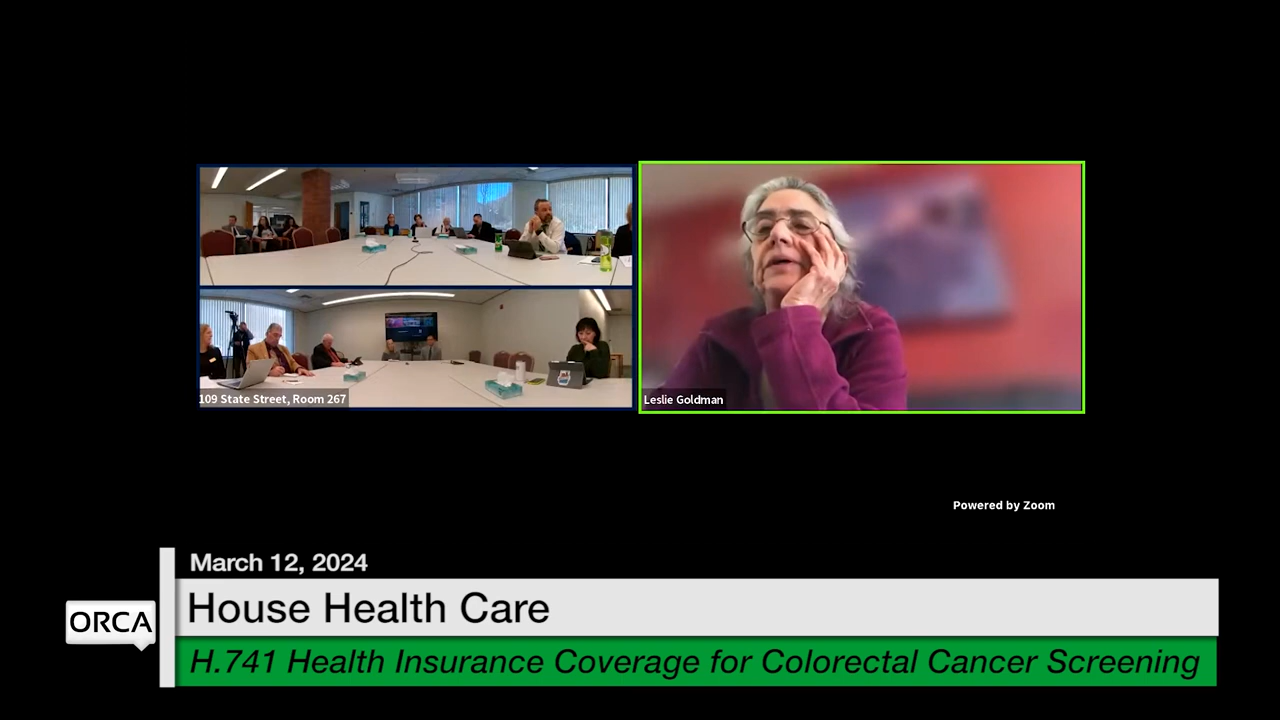 109 State Street, Room 267
Leslie Goldman
Powered by Zoom
March 12, 2024
House Health Care
ORCA
H.741 Health Insurance Coverage for Colorectal Cancer Screening